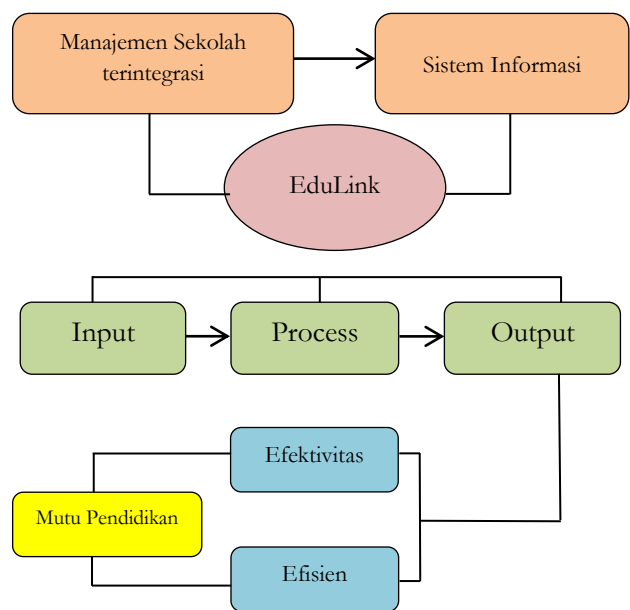 Manajemen Sekolah
terintegrasi
Sistem Informasi
EduLink
Input
Process
Output
Efektivitas
Mutu Pendidikan
Efisien